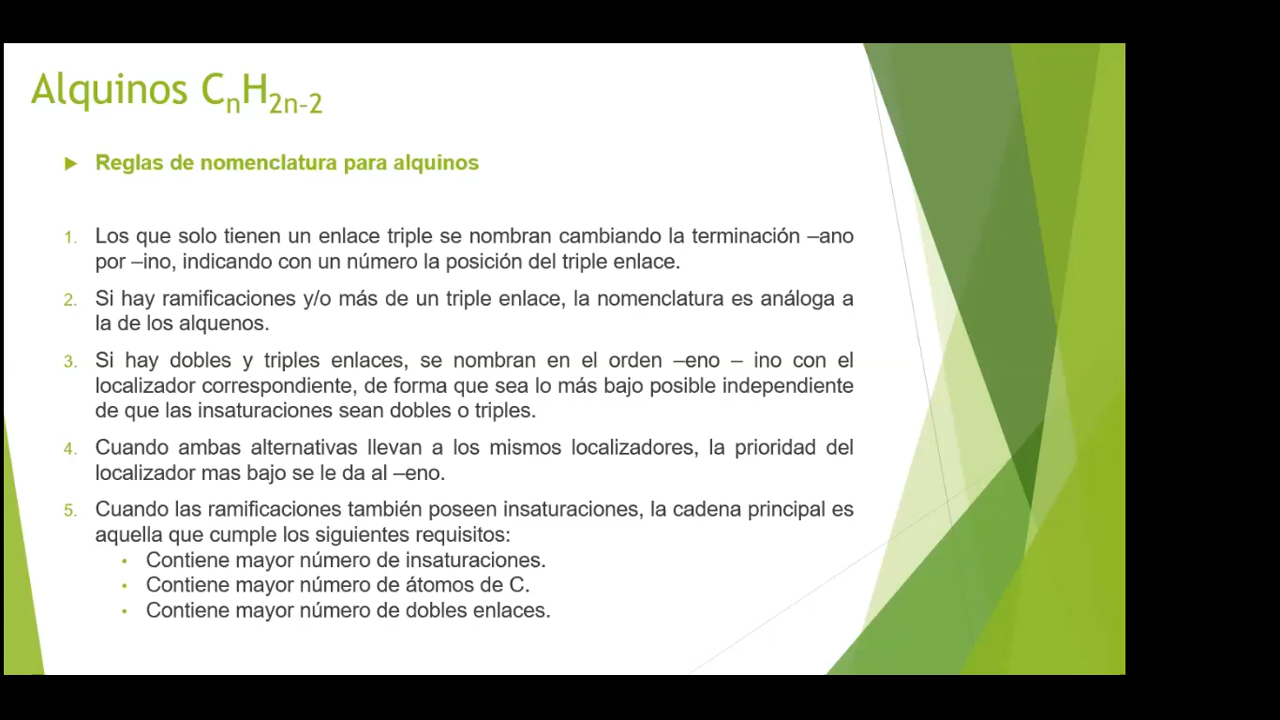 Alquinos CnH2n-2
▶ Reglas de nomenclatura para alquinos
1. Los que solo tienen un enlace triple se nombran cambiando la terminación –ano
por –ino, indicando con un número la posición del triple enlace.
2. Si hay ramificaciones y/o más de un triple enlace, la nomenclatura es análoga a
la de los alquenos.
3. Si hay dobles y triples enlaces, se nombran en el orden –eno – ino con el
localizador correspondiente, de forma que sea lo más bajo posible independiente
de que las insaturaciones sean dobles o triples.
4. Cuando ambas alternativas llevan a los mismos localizadores, la prioridad del
localizador mas bajo se le da al –eno.
5. Cuando las ramificaciones también poseen insaturaciones, la cadena principal es
aquella que cumple los siguientes requisitos:
• Contiene mayor número de insaturaciones.
• Contiene mayor número de átomos de C.
• Contiene mayor número de dobles enlaces.